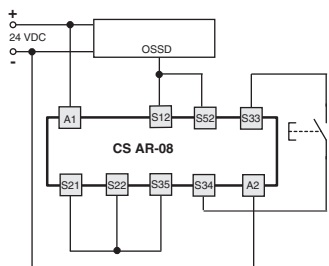 +
24 VDC
-
OSSD
A1 S12 S52 S33
CS AR-08
S21 S22 S35 S34 A2